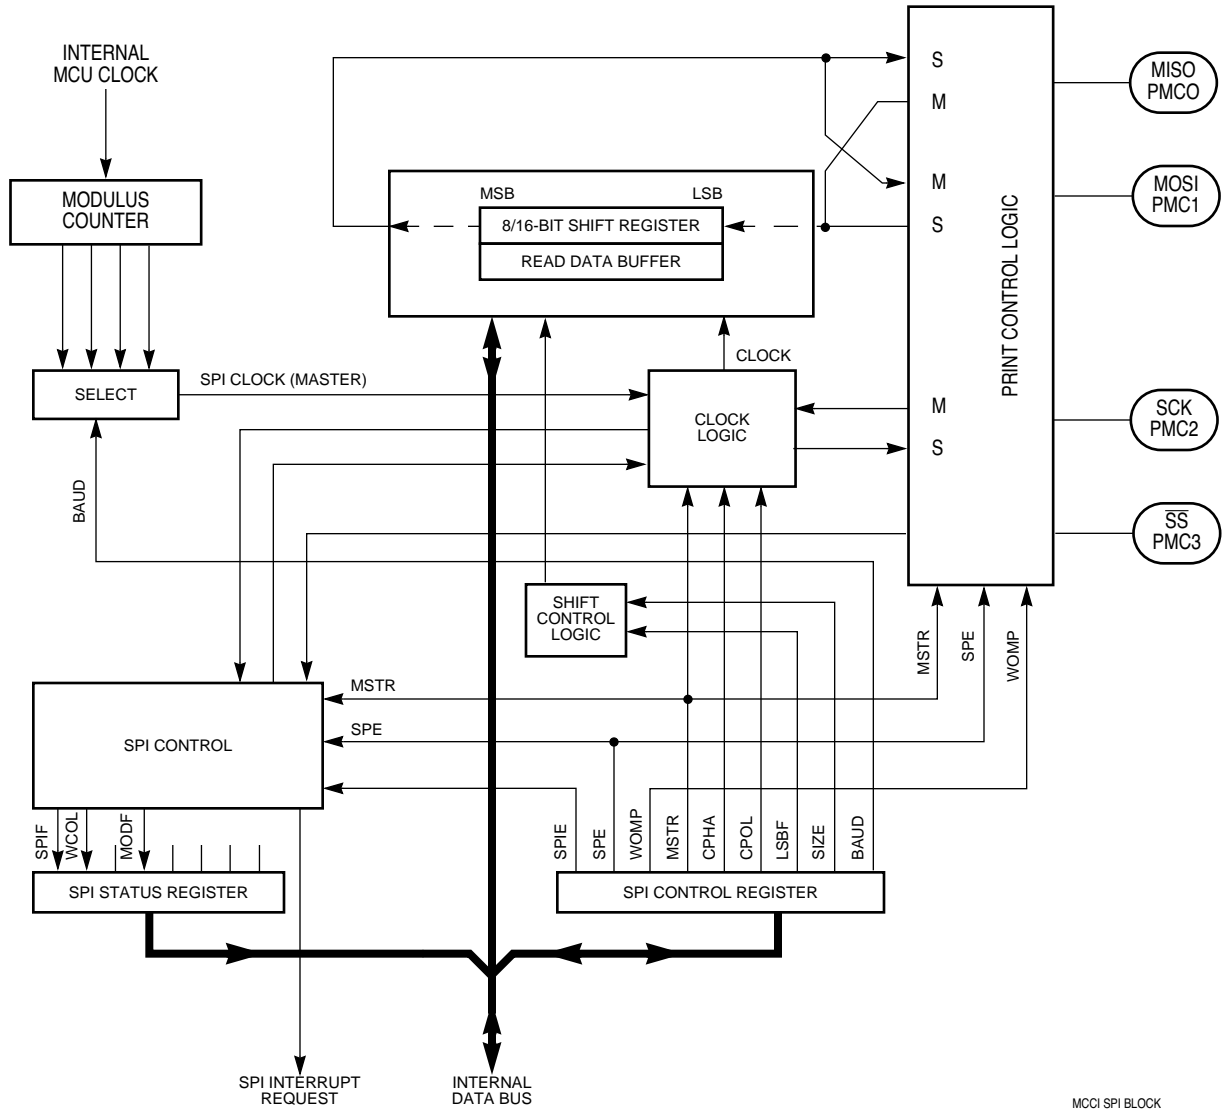 INTERNAL
MCU CLOCK
MODULUS
COUNTER
SELECT
SPI CLOCK (MASTER)
BAUD
MSB
LSB
8/16-BIT SHIFT REGISTER
READ DATA BUFFER
CLOCK
CLOCK
LOGIC
S
M
M
S
M
S
PRINT CONTROL LOGIC
MISO
PMCO
MOSI
PMC1
SCK
PMC2
SS
PMC3
SHIFT
CONTROL
LOGIC
MSTR
SPE
WOMP
MSTR
SPE
SPI CONTROL
SPIF
WCOL
MODF
SPIE
SPE
WOMP
MSTR
CPHA
CPOL
LSBF
SIZE
BAUD
SPI STATUS REGISTER
SPI CONTROL REGISTER
SPI INTERRUPT
REQUEST
INTERNAL
DATA BUS
MCCI SPI BLOCK